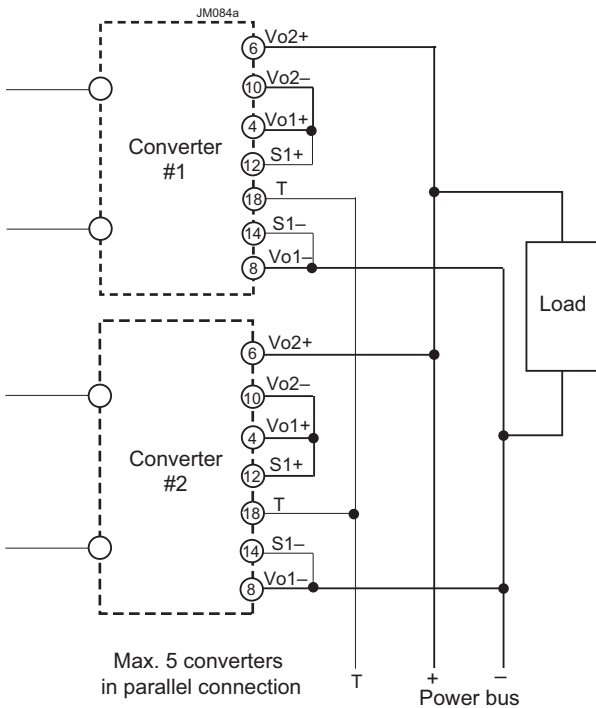 JM084a
6 Vo2+
10 Vo2–
4 Vo1+
12 S1+
18 T
14 S1–
8 Vo1–
Converter
#1
Load
6 Vo2+
10 Vo2–
4 Vo1+
12 S1+
18 T
14 S1–
8 Vo1–
Converter
#2
Max. 5 converters
in parallel connection
T + –
Power bus